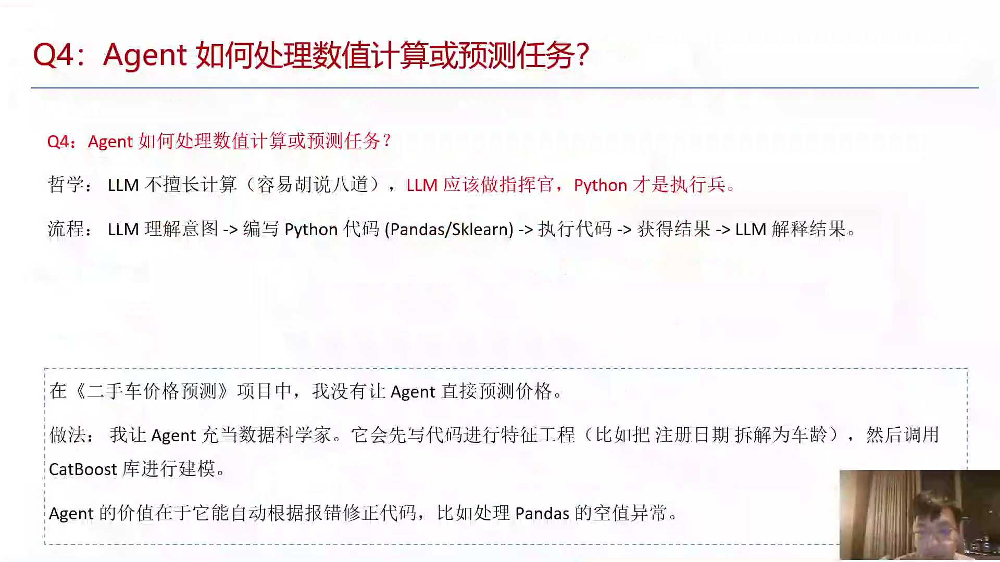 Q4：Agent 如何处理数值计算或预测任务？
Q4：Agent 如何处理数值计算或预测任务？
哲学： LLM 不擅长计算（容易胡说八道），LLM 应该做指挥官，Python 才是执行兵。
流程： LLM 理解意图 -> 编写 Python 代码 (Pandas/Sklearn) -> 执行代码 -> 获得结果 -> LLM 解释结果。
在《二手车价格预测》项目中，我没有让 Agent 直接预测价格。
做法： 我让 Agent 充当数据科学家。它会先写代码进行特征工程（比如把 注册日期 拆解为车龄），然后调用
CatBoost 库进行建模。
Agent 的价值在于它能自动根据报错修正代码，比如处理 Pandas 的空值异常。